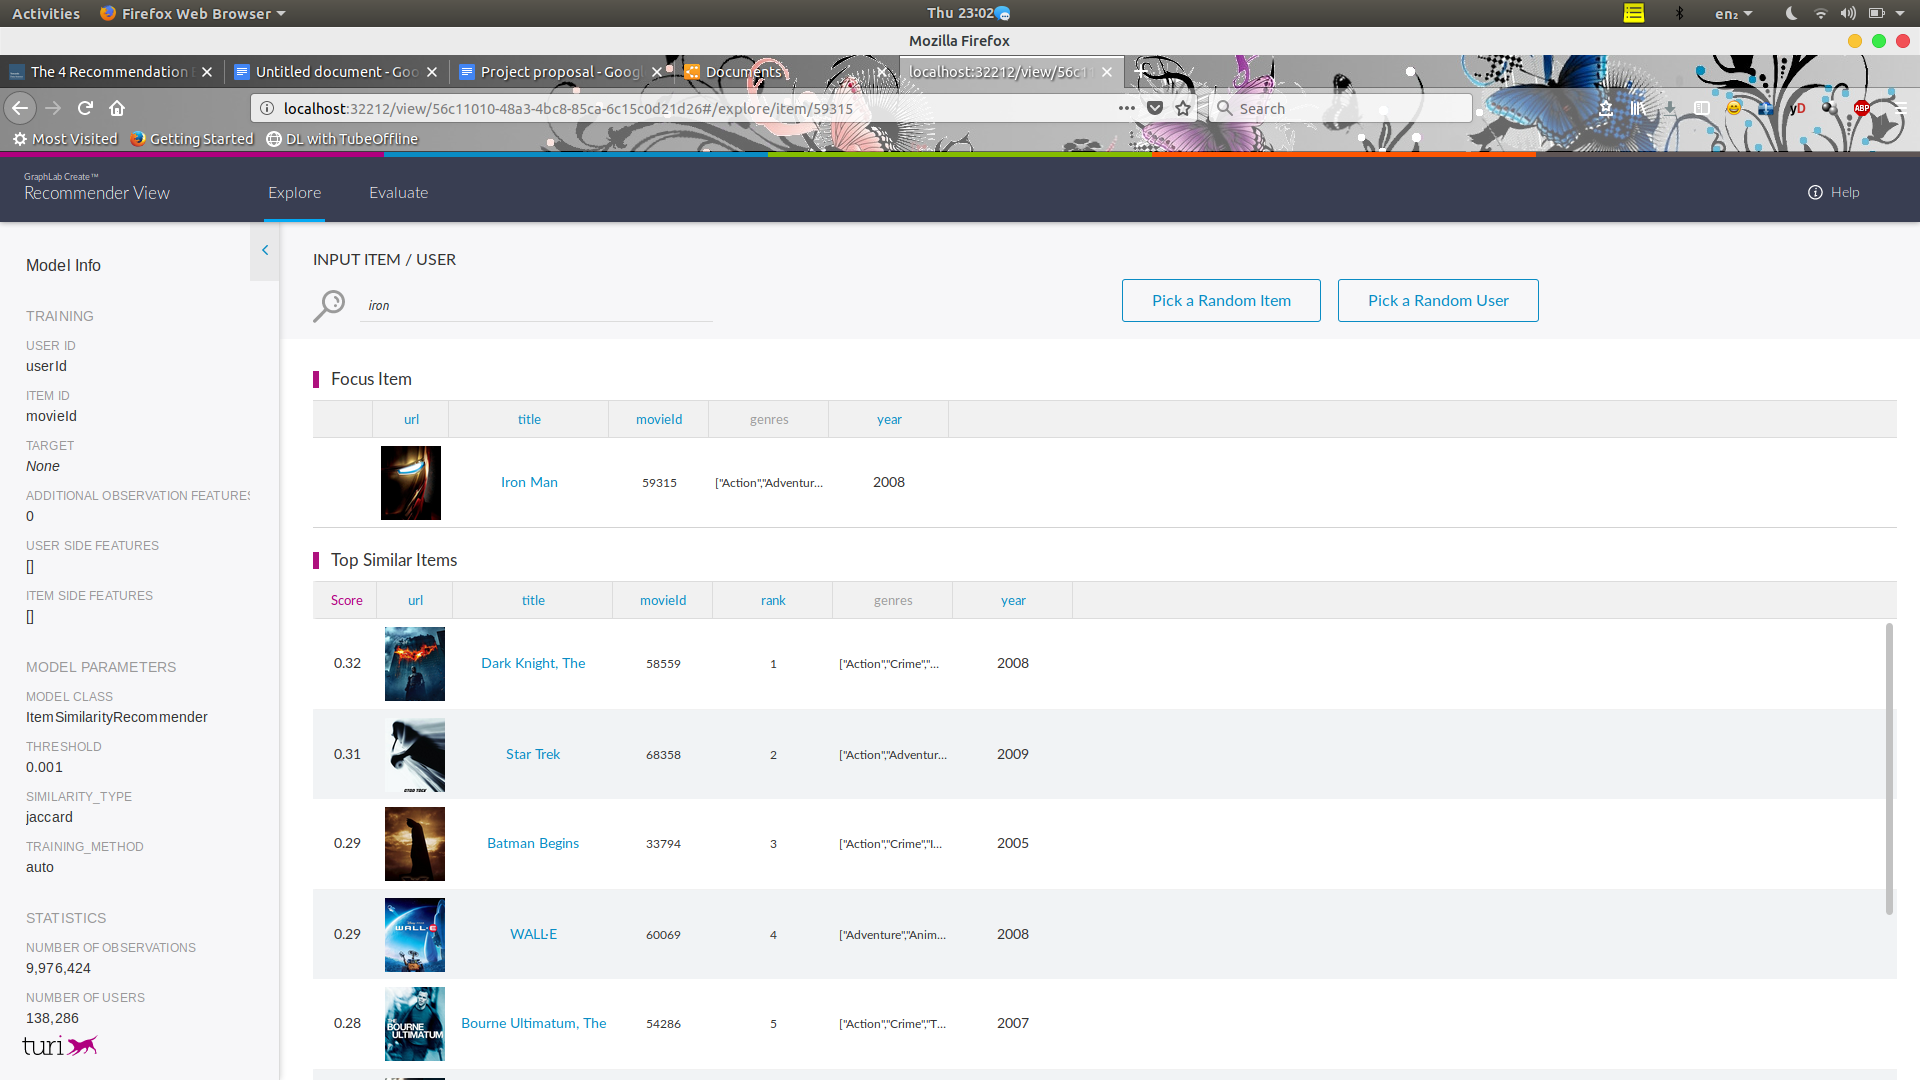 Activities Firefox Web Browser Thu 23:02 en₂
Mozilla Firefox
The 4 Recommendation Untitled document - Goo Project proposal - Googl Documents localhost:32212/view/56c1
localhost:32212/view/56c11010-48a3-4bc8-85ca-6c15c0d21d26#/explore/item/59315 Search yD ABP
Most Visited Getting Started DL with TubeOffline
GraphLab Create™
Recommender View Explore Evaluate Help
Model Info
TRAINING
USER ID
userId
ITEM ID
movieId
TARGET
None
ADDITIONAL OBSERVATION FEATURES
0
USER SIDE FEATURES
[]
ITEM SIDE FEATURES
[]
MODEL PARAMETERS
MODEL CLASS
ItemSimilarityRecommender
THRESHOLD
0.001
SIMILARITY_TYPE
jaccard
TRAINING_METHOD
auto
STATISTICS
NUMBER OF OBSERVATIONS
9,976,424
NUMBER OF USERS
138,286
turi
INPUT ITEM / USER
iron Pick a Random Item Pick a Random User
Focus Item
url title movieId genres year
Iron Man 59315 ["Action","Adventur... 2008
Top Similar Items
Score url title movieId rank genres year
0.32 Dark Knight, The 58559 1 ["Action","Crime","... 2008
0.31 STAR TREK Star Trek 68358 2 ["Action","Adventur... 2009
0.29 Batman Begins 33794 3 ["Action","Crime","I... 2005
0.29 WALL·E WALL·E 60069 4 ["Adventure","Anim... 2008
0.28 THE BOURNE ULTIMATUM Bourne Ultimatum, The 54286 5 ["Action","Crime","T... 2007